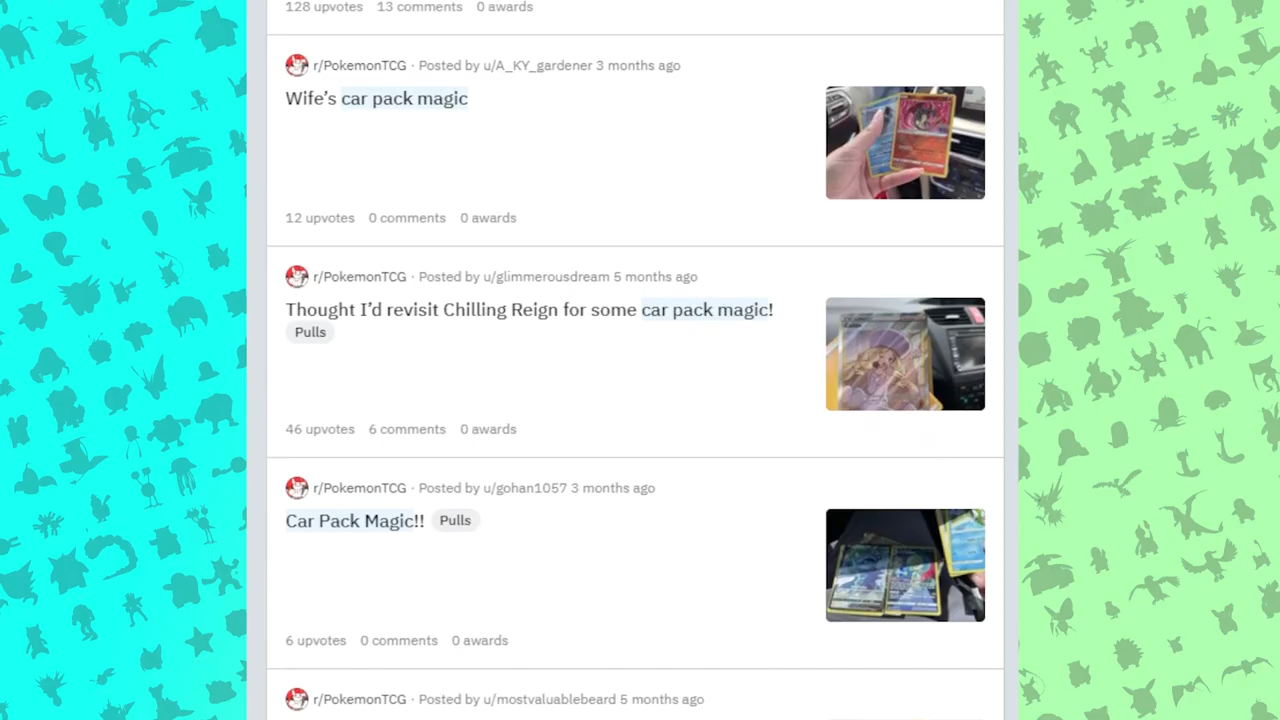 128 upvotes 13 comments 0 awards
r/PokemonTCG · Posted by u/A_KY_gardener 3 months ago
Wife’s car pack magic
12 upvotes 0 comments 0 awards
r/PokemonTCG · Posted by u/glimmerousdream 5 months ago
Thought I’d revisit Chilling Reign for some car pack magic!
Pulls
46 upvotes 6 comments 0 awards
r/PokemonTCG · Posted by u/gohan1057 3 months ago
Car Pack Magic!! Pulls
6 upvotes 0 comments 0 awards
r/PokemonTCG · Posted by u/mostvaluablebeard 5 months ago